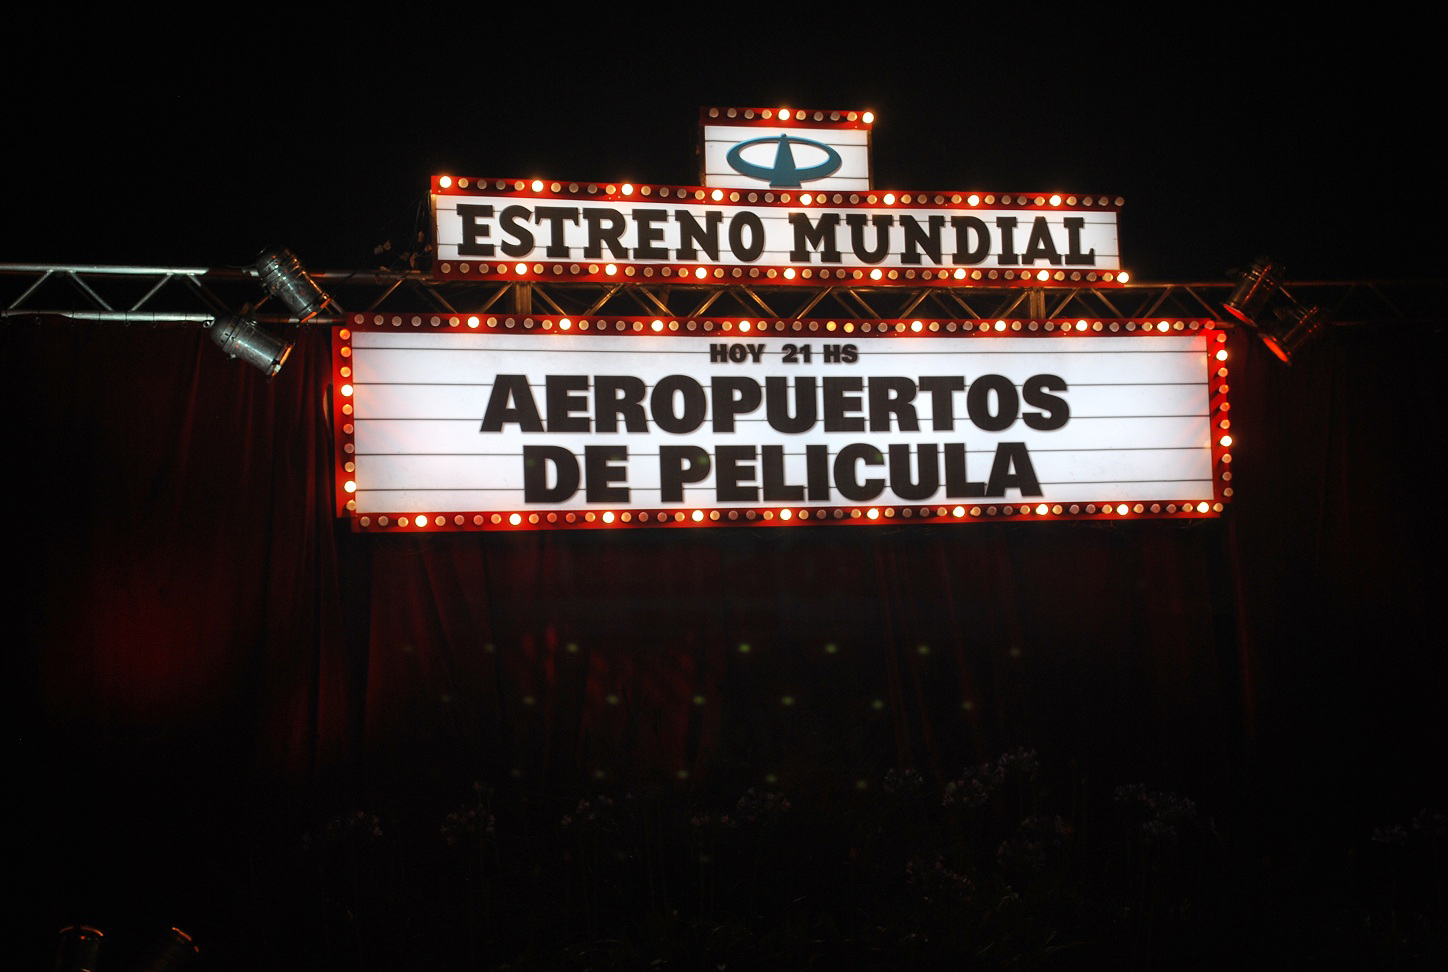 ESTRENO MUNDIAL
HOY 21 HS
AEROPUERTOS
DE PELICULA